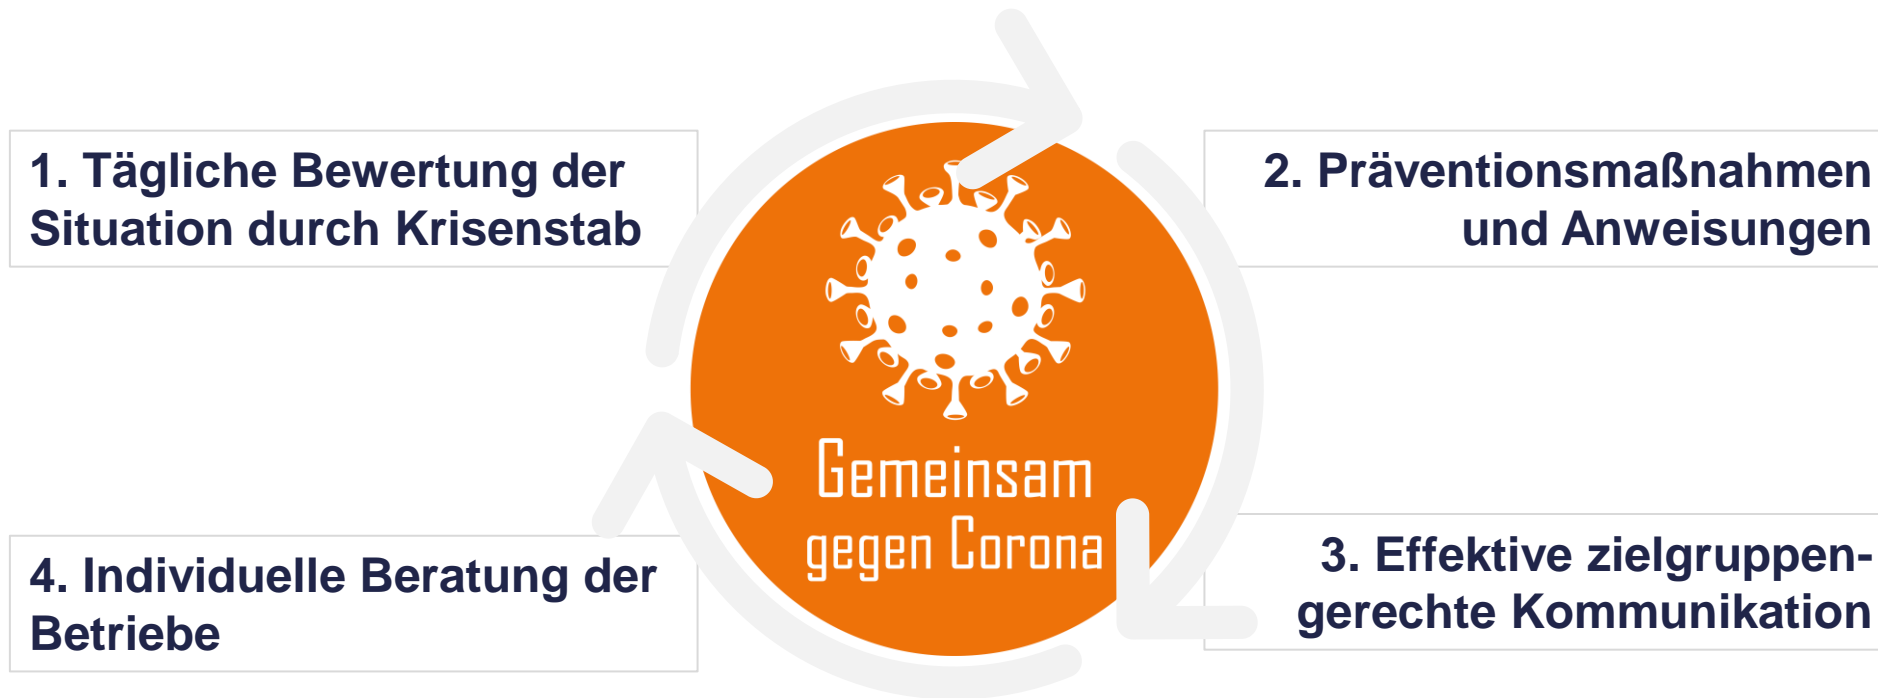 1. Tägliche Bewertung der
Situation durch Krisenstab
2. Präventionsmaßnahmen
und Anweisungen
Gemeinsam
gegen Corona
3. Effektive zielgruppen-
gerechte Kommunikation
4. Individuelle Beratung der
Betriebe